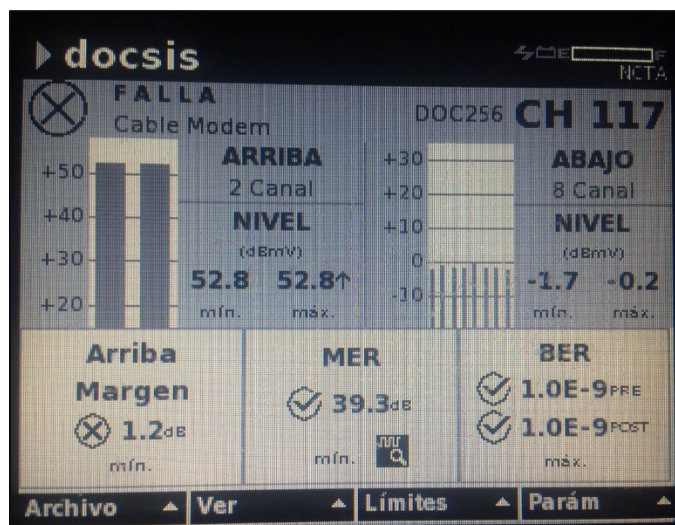 docsis
E F
NCTA
FALLA
Cable Modem
DOC256 CH 117
+50
+40
+30
+20
ARRIBA
2 Canal
NIVEL
(dBmV)
52.8 52.8↑
mín. máx.
+30
+20
+10
0
-10
ABAJO
8 Canal
NIVEL
(dBmV)
-1.7 -0.2
mín. máx.
Arriba
Margen
1.2dB
mín.
MER
39.3dB
mín.
BER
1.0E-9PRE
1.0E-9POST
máx.
Archivo Ver Límites Parám